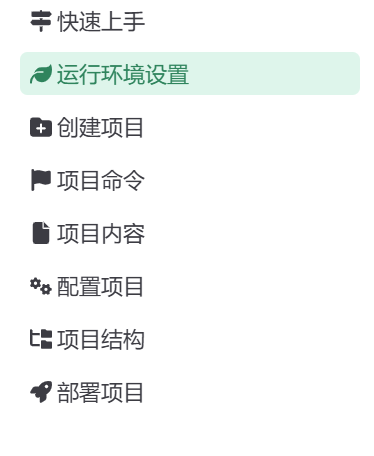 快速上手
运行环境设置
创建项目
项目命令
项目内容
配置项目
项目结构
部署项目